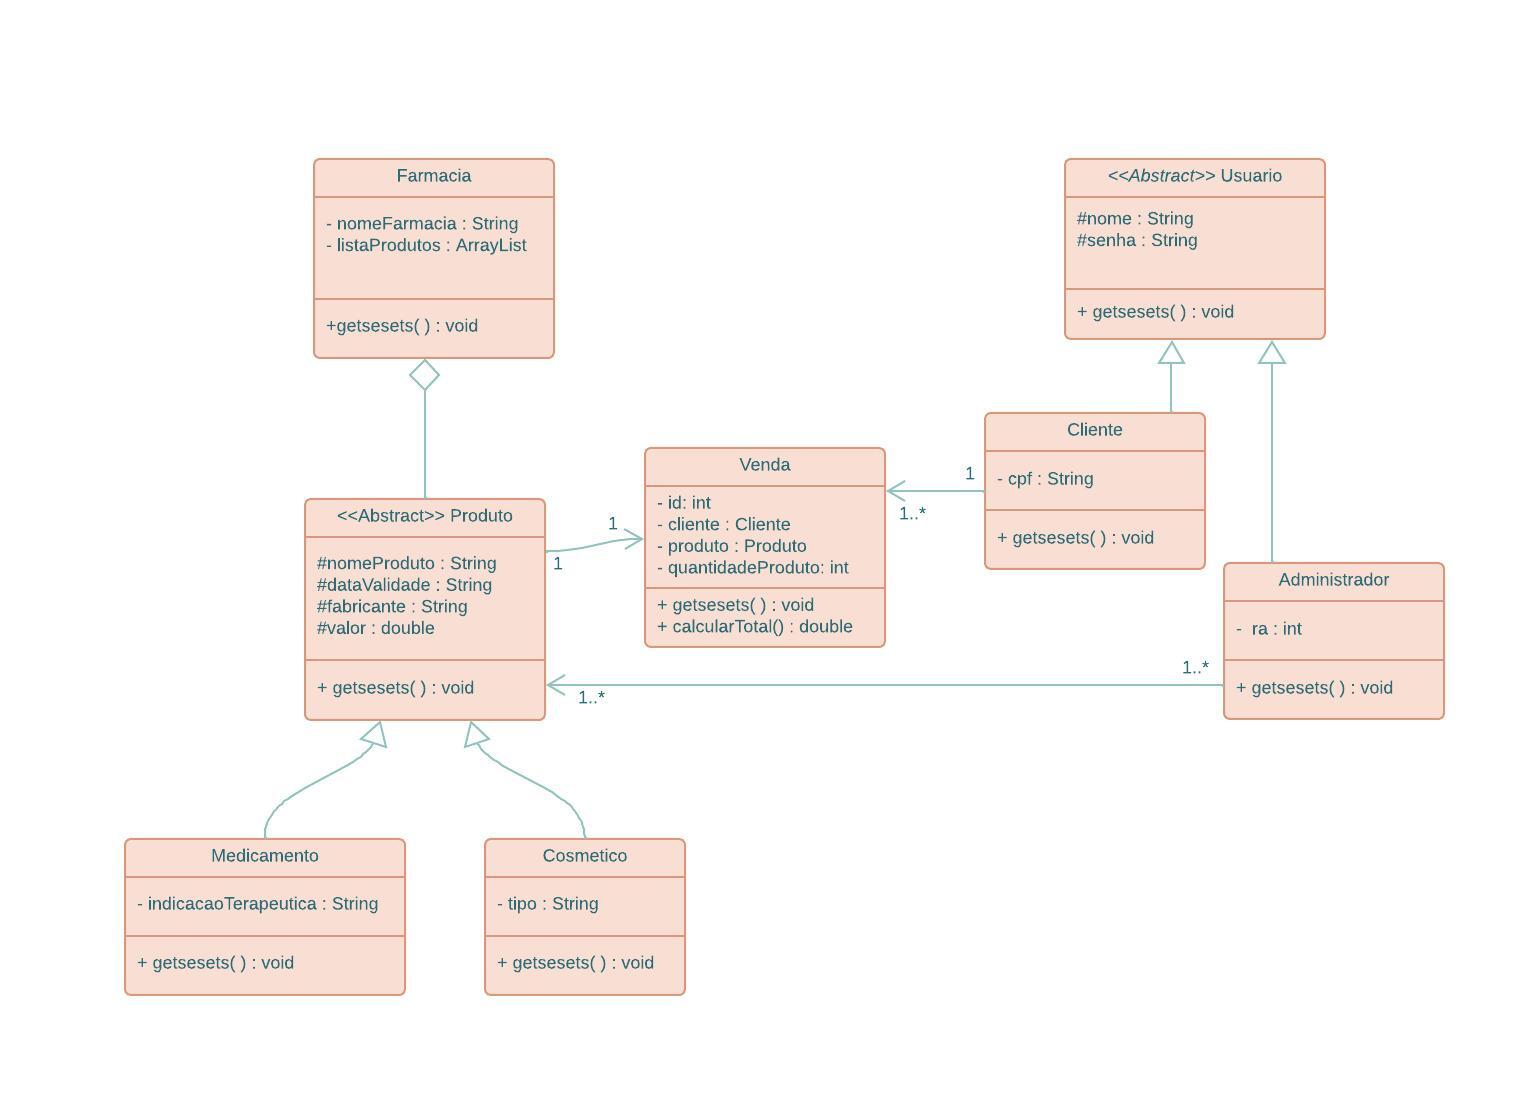 Farmacia
- nomeFarmacia : String
- listaProdutos : ArrayList
+getsesets( ) : void
<<Abstract>> Usuario
#nome : String
#senha : String
+ getsesets( ) : void
Cliente
- cpf : String
+ getsesets( ) : void
1
1..*
Venda
- id: int
- cliente : Cliente
- produto : Produto
- quantidadeProduto: int
+ getsesets( ) : void
+ calcularTotal() : double
<<Abstract>> Produto
#nomeProduto : String
#dataValidade : String
#fabricante : String
#valor : double
+ getsesets( ) : void
1
1
Administrador
- ra : int
+ getsesets( ) : void
1..*
1..*
Medicamento
- indicacaoTerapeutica : String
+ getsesets( ) : void
Cosmetico
- tipo : String
+ getsesets( ) : void